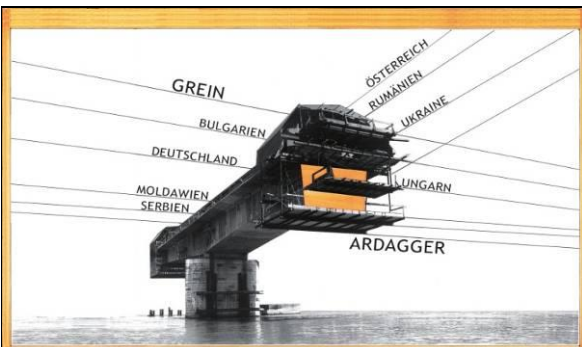 GREIN
ÖSTERREICH
RUMÄNIEN
BULGARIEN
UKRAINE
DEUTSCHLAND
MOLDAWIEN
UNGARN
SERBIEN
ARDAGGER